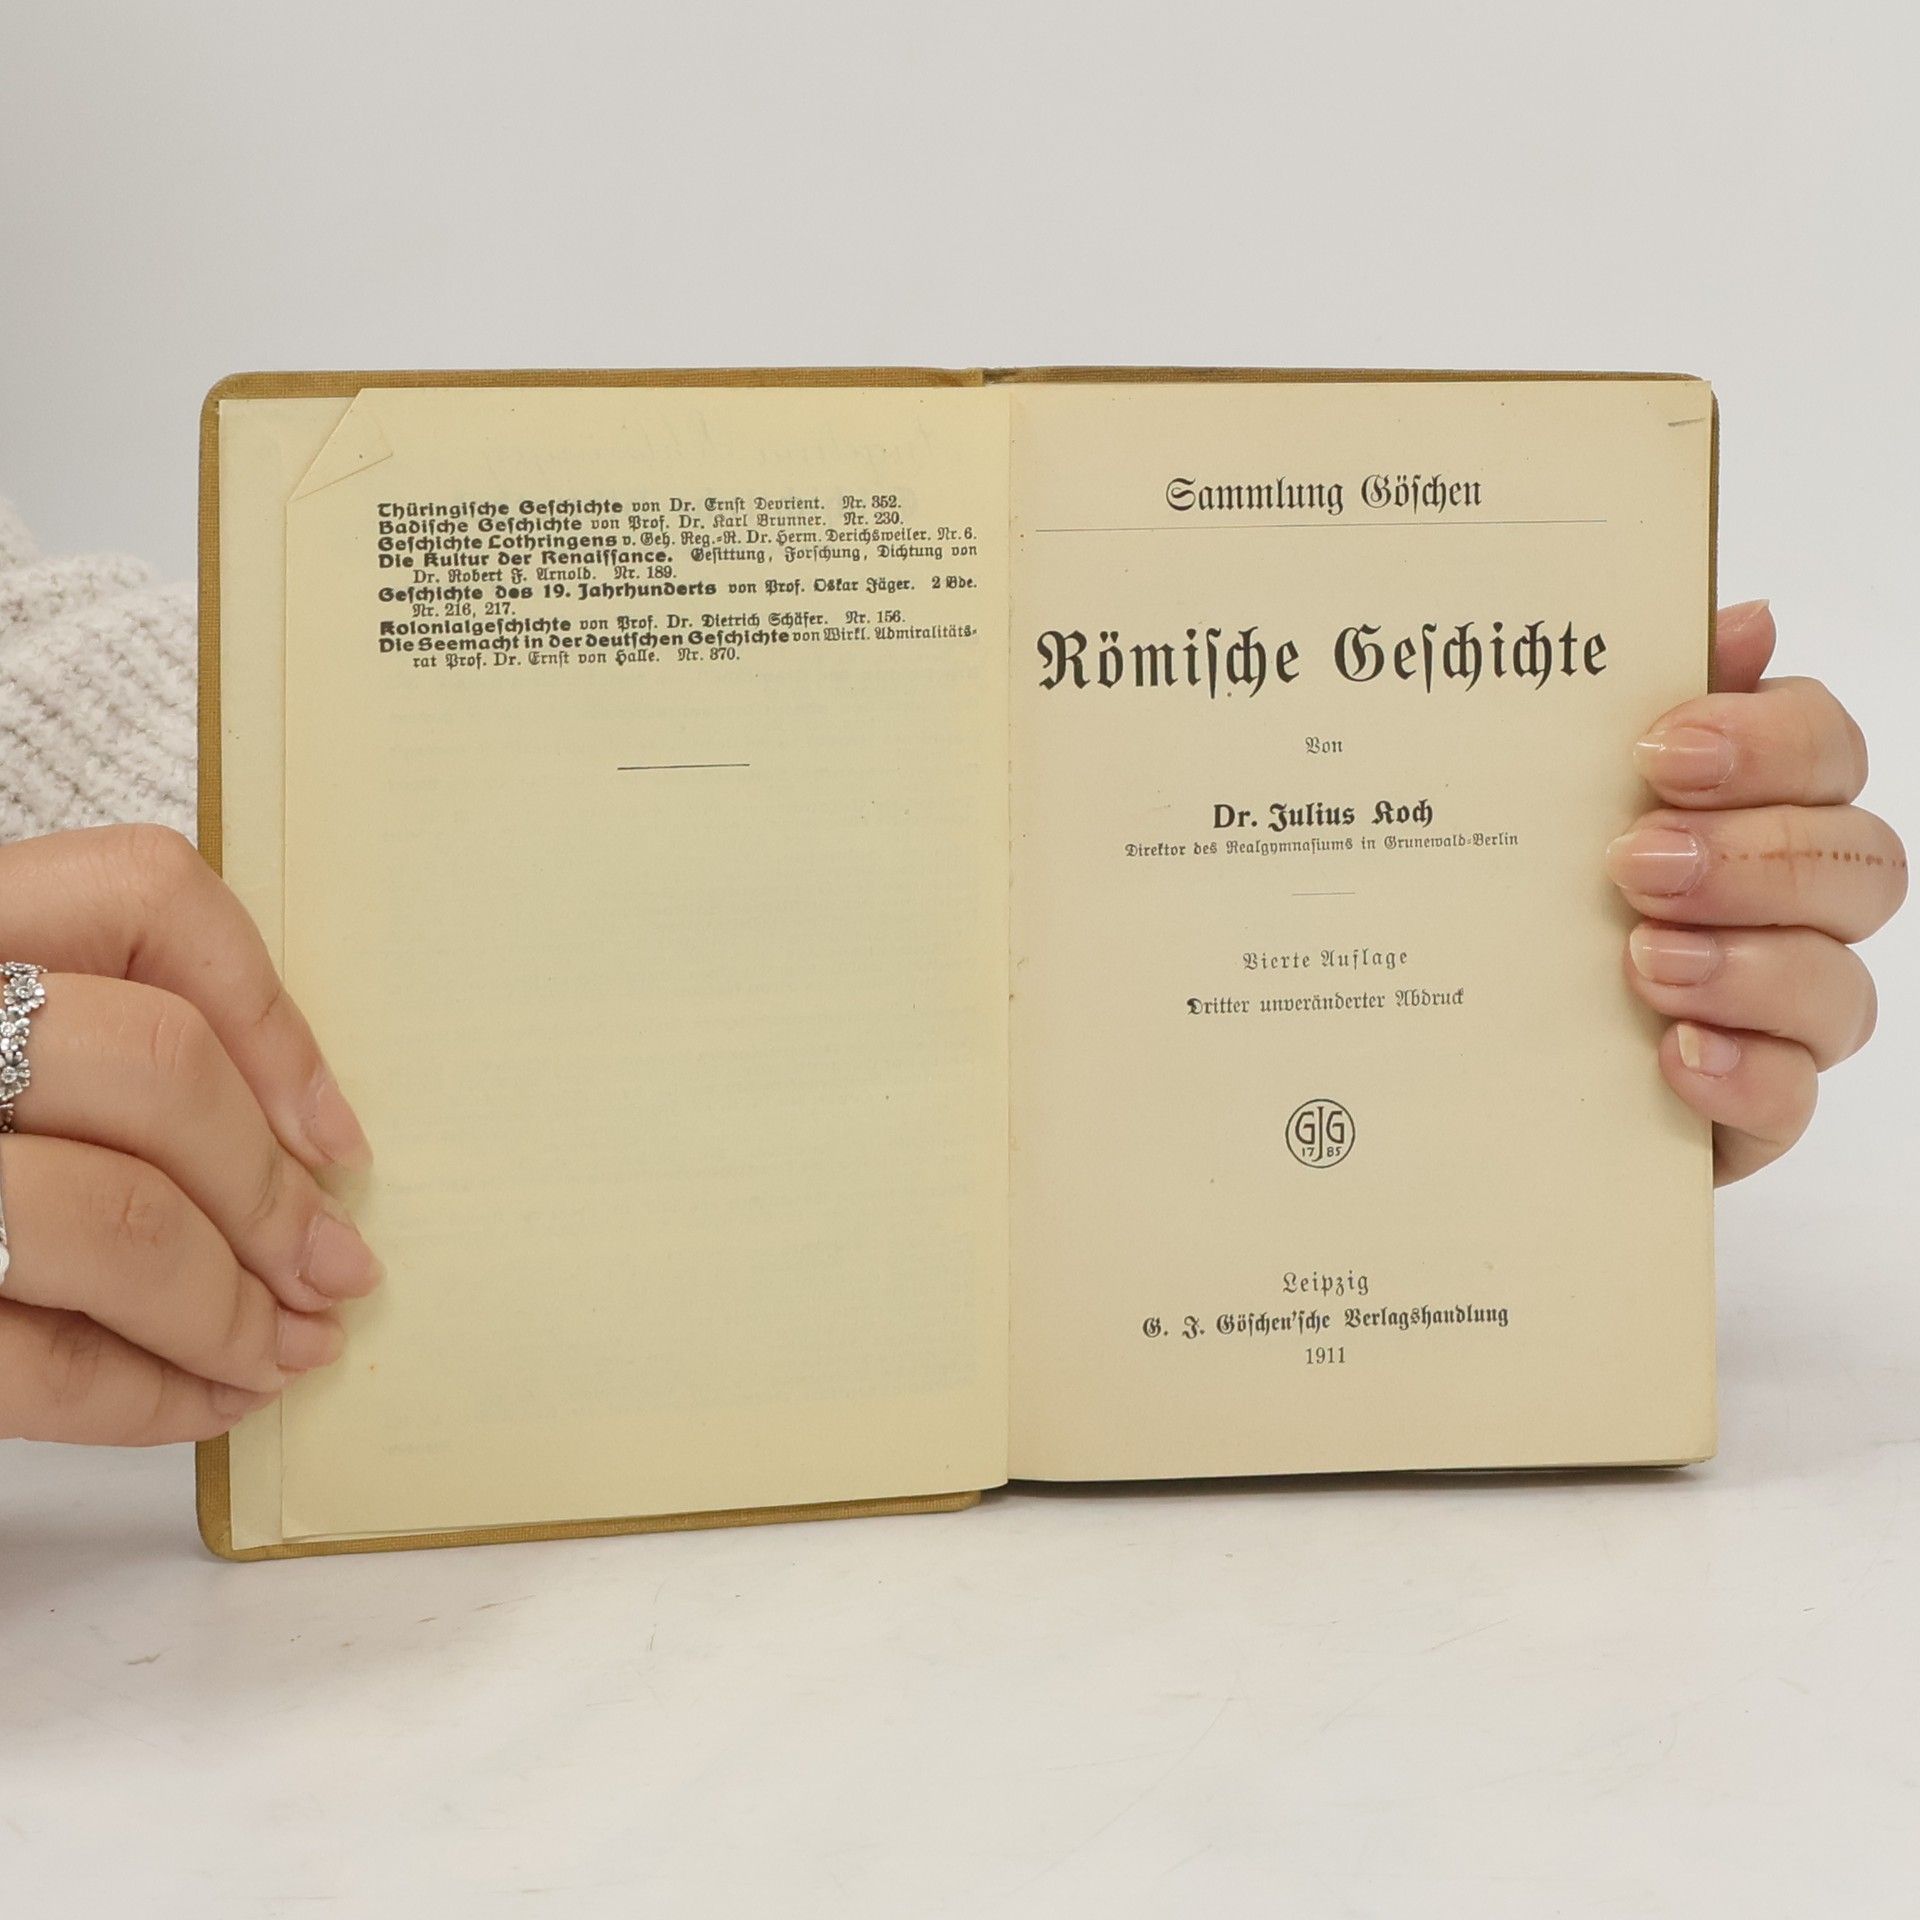 Thüringiſche Geſchichte von Dr. Ernſt Devrient. Nr. 352.
Badiſche Geſchichte von Prof. Dr. Karl Brunner. Nr. 230.
Geſchichte Lothringens v. Geh. Reg.-R. Dr. Herm. Derichsweiler. Nr. 6.
Die Kultur der Renaiſſance. Geſittung, Forſchung, Dichtung von
Dr. Robert F. Arnold. Nr. 189.
Geſchichte des 19. Jahrhunderts von Prof. Oskar Jäger. 2 Bde.
Nr. 216, 217.
Kolonialgeſchichte von Prof. Dr. Dietrich Schäfer. Nr. 156.
Die Seemacht in der deutſchen Geſchichte von Wirkl. Admiralitäts-
rat Prof. Dr. Ernſt von Halle. Nr. 370.
Sammlung Göſchen
Römiſche Geſchichte
Von
Dr. Julius Koch
Direktor des Realgymnaſiums in Grunewald-Berlin
Vierte Auflage
Dritter unveränderter Abdruck
GJG
1785
Leipzig
G. J. Göſchen'ſche Verlagshandlung
1911